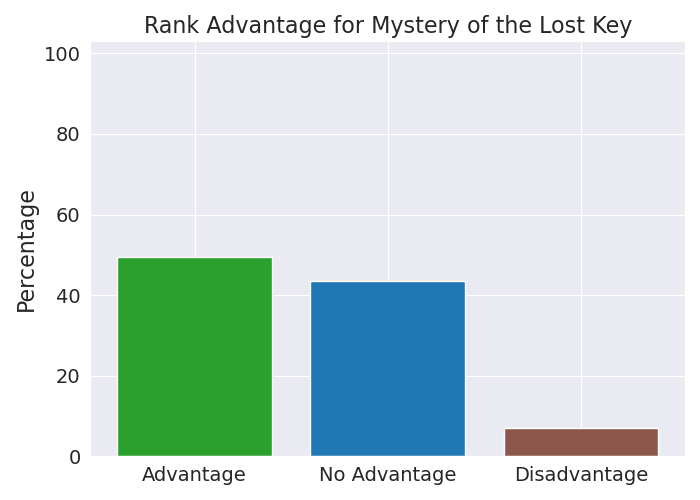 Rank Advantage for Mystery of the Lost Key
Percentage
100
80
60
40
20
0
Advantage
No Advantage
Disadvantage